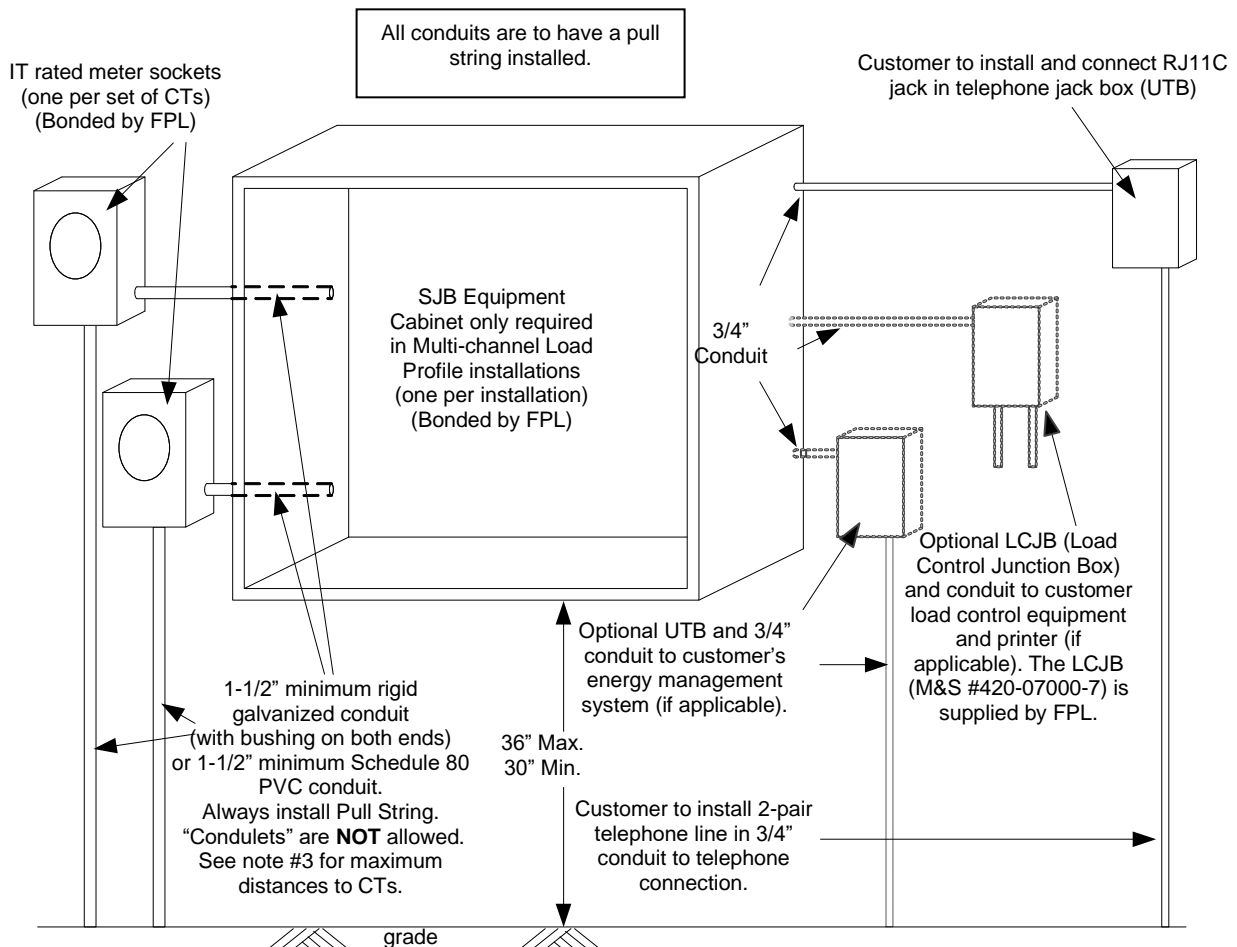 All conduits are to have a pull
string installed.
IT rated meter sockets
(one per set of CTs)
(Bonded by FPL)
Customer to install and connect RJ11C
jack in telephone jack box (UTB)
SJB Equipment
Cabinet only required
in Multi-channel Load
Profile installations
(one per installation)
(Bonded by FPL)
3/4”
Conduit
Optional LCJB (Load
Control Junction Box)
and conduit to customer
load control equipment
and printer (if
applicable). The LCJB
(M&S #420-07000-7) is
supplied by FPL.
Optional UTB and 3/4”
conduit to customer’s
energy management
system (if applicable).
1-1/2” minimum rigid
galvanized conduit
(with bushing on both ends)
or 1-1/2” minimum Schedule 80
PVC conduit.
Always install Pull String.
“Condulets” are NOT allowed.
See note #3 for maximum
distances to CTs.
36” Max.
30” Min.
Customer to install 2-pair
telephone line in 3/4”
conduit to telephone
connection.
grade